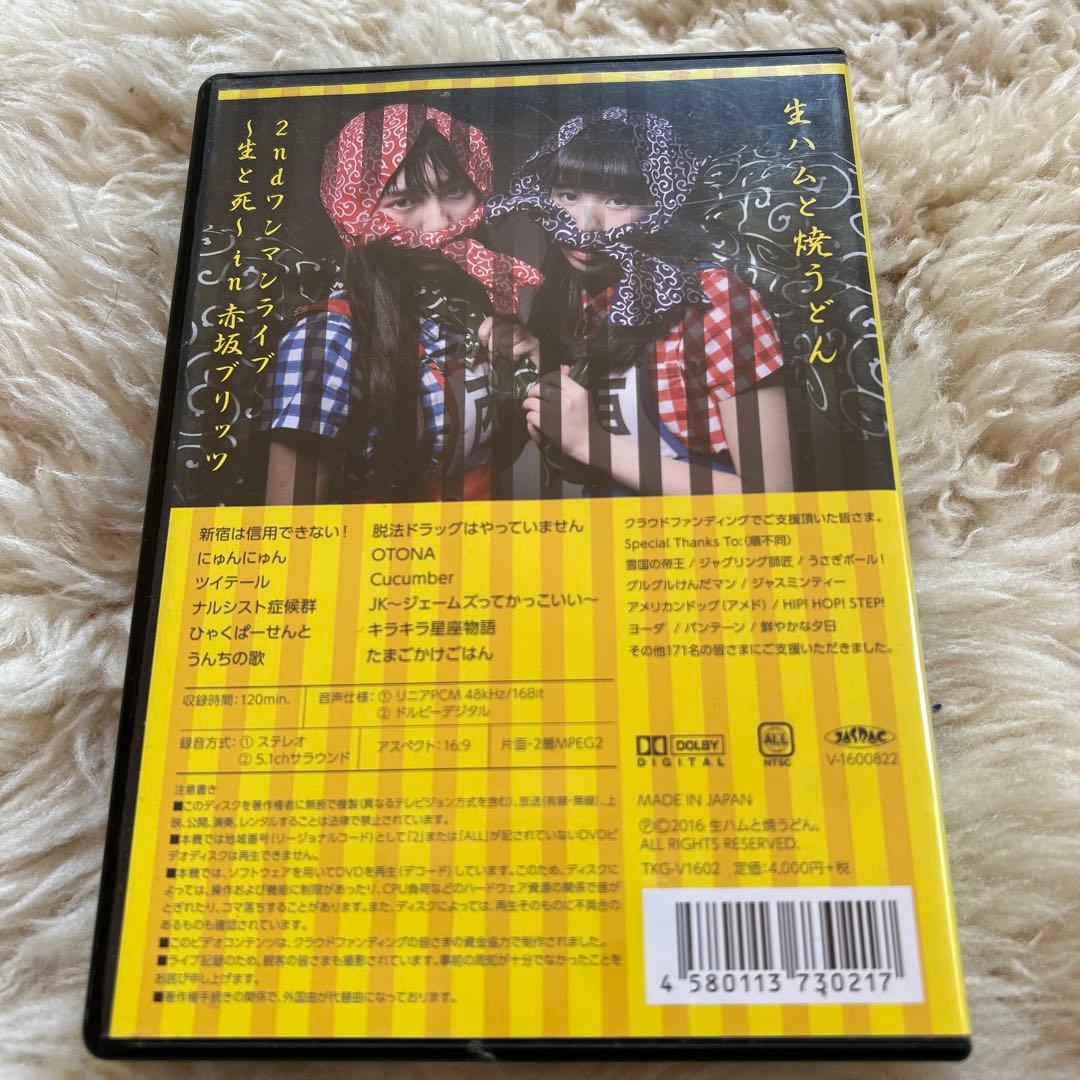 生ハムと焼うどん
2ndワンマンライブ
〜生と死〜 in 赤坂ブリッツ
新宿は信用できない!
にゅんにゅん
ツイテール
ナルシスト症候群
ひゃくぱーせんと
うんちの歌
脱法ドラッグはやっていません
OTONA
Cucumber
JK〜ジェームズってかっこいい〜
キラキラ星座物語
たまごかけごはん
クラウドファンディングでご支援頂いた皆さま。
Special Thanks To:(順不同)
雪国の帝王 / ジャグリング師匠 / うさぎボール!
グルグルけんだマン / ジャスミンティー
アメリカンドッグ(アメド) / HIP! HOP! STEP!
ヨーダ / パンテーン / 鮮やかな夕日
その他171名の皆さまにご支援いただきました。
収録時間:120min.
音声仕様:① リニアPCM 48kHz/16Bit
② ドルビーデジタル
録音方式:① ステレオ
② 5.1chサラウンド
アスペクト:16:9
片面・2層MPEG2
DOLBY
DIGITAL
ALL
NTSC
JASRAC
V-1600822
注意書き
■このディスクを著作権者に無断で複製(異なるテレビジョン方式を含む)、放送(有線・無線)、上
映、公開、演奏、レンタルすることは法律で禁止されています。
■本機では地域番号(リージョナルコード)として「2」または「ALL」が記されていないDVDビ
デオディスクは再生できません。
■本機では、ソフトウェアを用いてDVDを再生(デコード)しています。このため、ディスク
によっては、操作および機能に制限があったり、CPU負荷などのハードウェア資源の関係で音が
とぎれたり、コマ落ちすることがあります。また、ディスクによっては、再生そのものに不具合の
あるものも確認されています。
■このビデオコンテンツは、クラウドファンディングの皆さまの資金協力で制作されました。
■ライブ記録のため、観客の皆さまも撮影されています。事前の周知が十分でなかったことを
お詫び申し上げます。
■著作権手続きの関係で、外国曲が代替曲になっております。
MADE IN JAPAN
ⓅⒸ2016 生ハムと焼うどん.
ALL RIGHTS RESERVED.
TKG-V1602 定価:4,000円+税
4 580113 730217